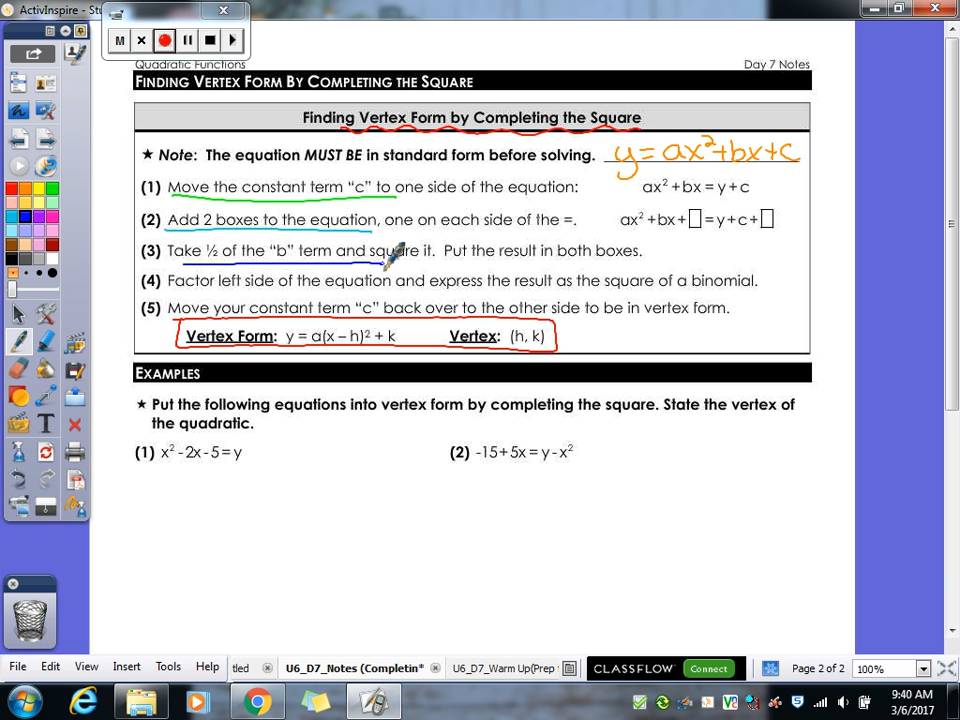 ActivInspire - Stu
M
Quadratic Functions Day 7 Notes
FINDING VERTEX FORM BY COMPLETING THE SQUARE
Finding Vertex Form by Completing the Square
★ Note: The equation MUST BE in standard form before solving. y = ax²+bx+c
(1) Move the constant term “c” to one side of the equation: ax² + bx = y + c
(2) Add 2 boxes to the equation, one on each side of the =. ax² + bx + □ = y + c + □
(3) Take ½ of the “b” term and square it. Put the result in both boxes.
(4) Factor left side of the equation and express the result as the square of a binomial.
(5) Move your constant term “c” back over to the other side to be in vertex form.
Vertex Form: y = a(x – h)² + k Vertex: (h, k)
EXAMPLES
★ Put the following equations into vertex form by completing the square. State the vertex of
the quadratic.
(1) x² - 2x - 5 = y (2) -15 + 5x = y - x²
File Edit View Insert Tools Help tled U6_D7_Notes (Completin* U6_D7_Warm Up(Prep CLASSFLOW Connect Page 2 of 2 100%
9:40 AM
3/6/2017